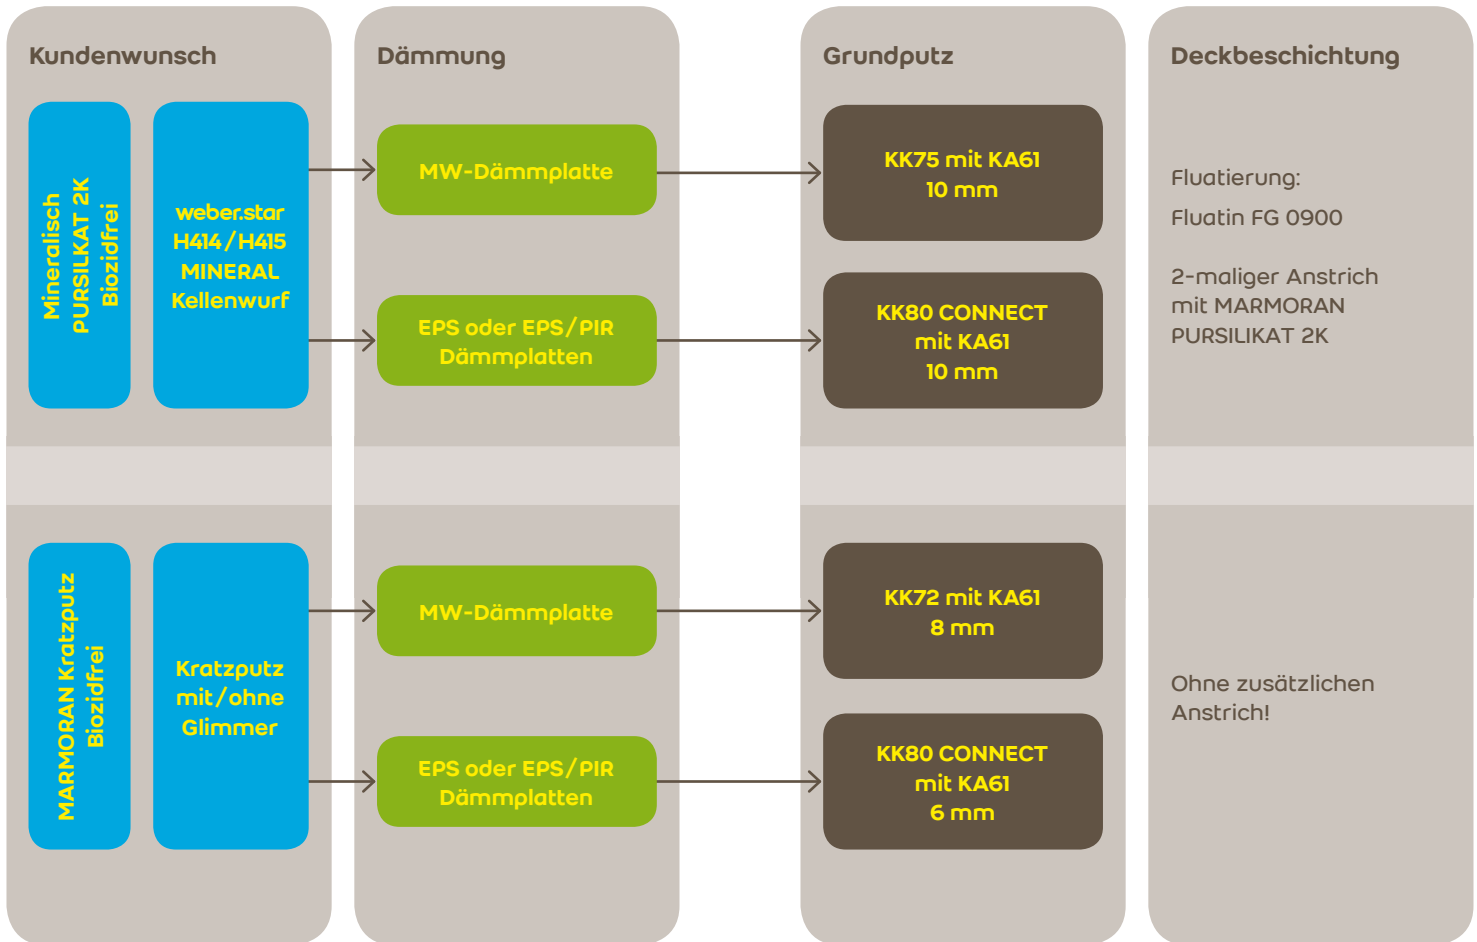 Kundenwunsch
Dämmung
Grundputz
Deckbeschichtung
Mineralisch
PURSILKAT 2K
Biozidfrei
weber.star
H414/H415
MINERAL
Kellenwurf
MW-Dämmplatte
EPS oder EPS/PIR
Dämmplatten
KK75 mit KA61
10 mm
KK80 CONNECT
mit KA61
10 mm
Fluatierung:
Fluatin FG 0900
2-maliger Anstrich
mit MARMORAN
PURSILIKAT 2K
MARMORAN Kratzputz
Biozidfrei
Kratzputz
mit/ohne
Glimmer
MW-Dämmplatte
EPS oder EPS/PIR
Dämmplatten
KK72 mit KA61
8 mm
KK80 CONNECT
mit KA61
6 mm
Ohne zusätzlichen
Anstrich!